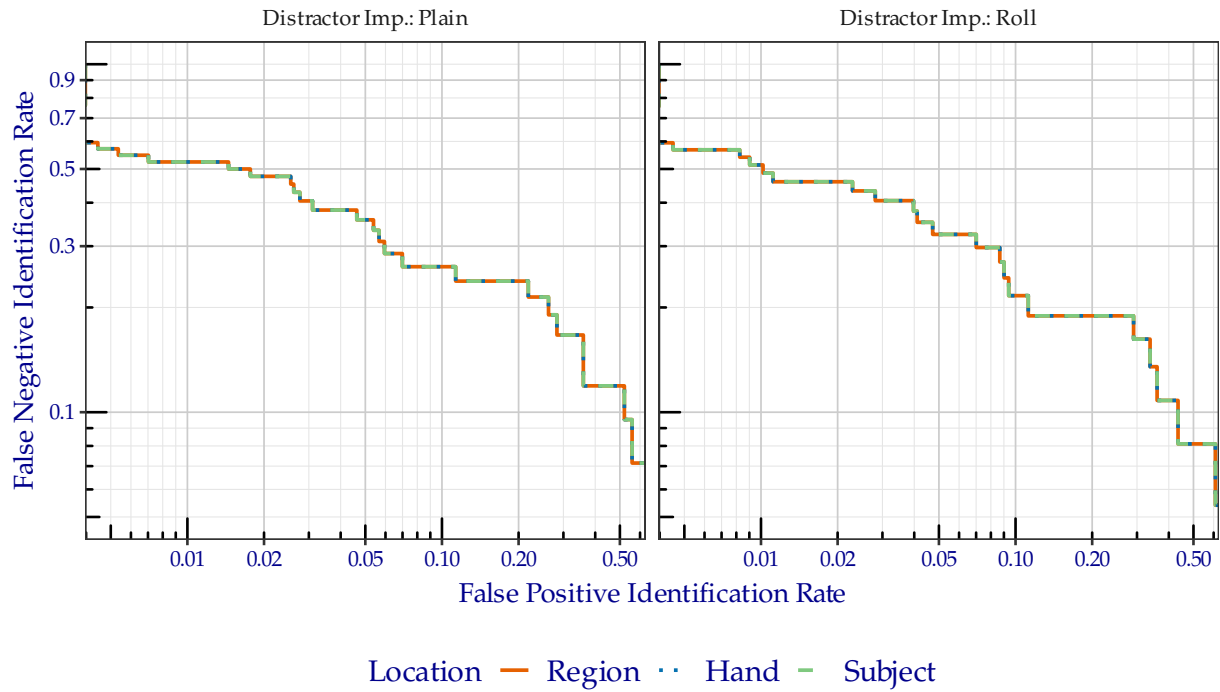 Distractor Imp.: Plain
Distractor Imp.: Roll
False Negative Identification Rate
0.9
0.7
0.5
0.3
0.1
0.01 0.02 0.05 0.10 0.20 0.50
0.01 0.02 0.05 0.10 0.20 0.50
False Positive Identification Rate
Location Region Hand Subject